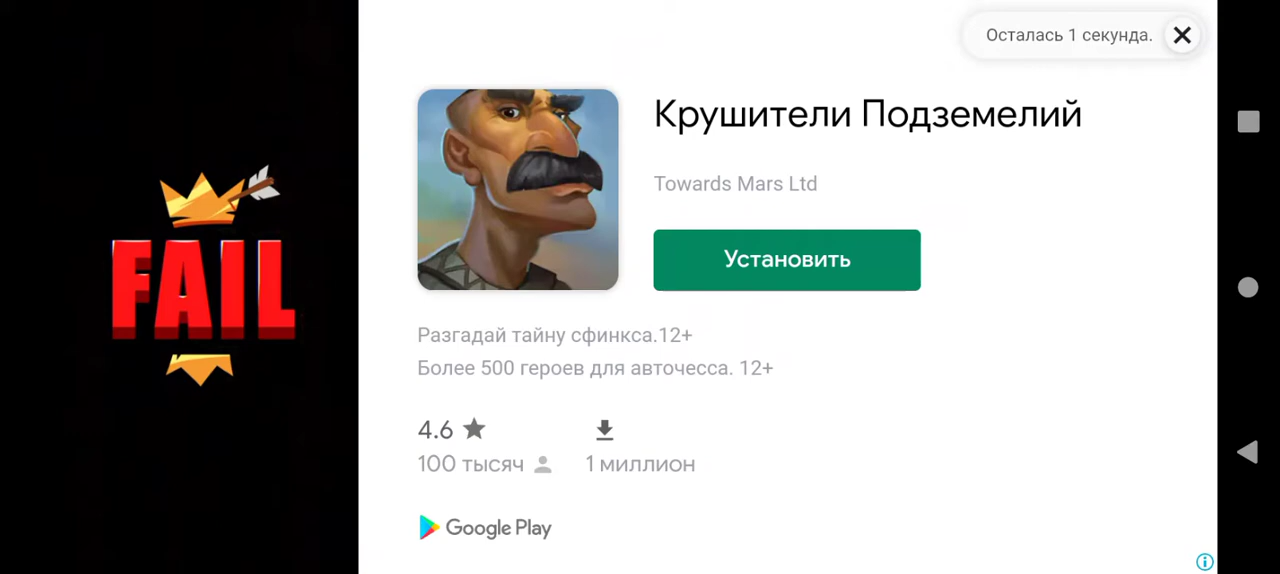 Осталась 1 секунда.
FAIL
Крушители Подземелий
Towards Mars Ltd
Установить
Разгадай тайну сфинкса.12+
Более 500 героев для авточесса. 12+
4.6
100 тысяч
1 миллион
Google Play